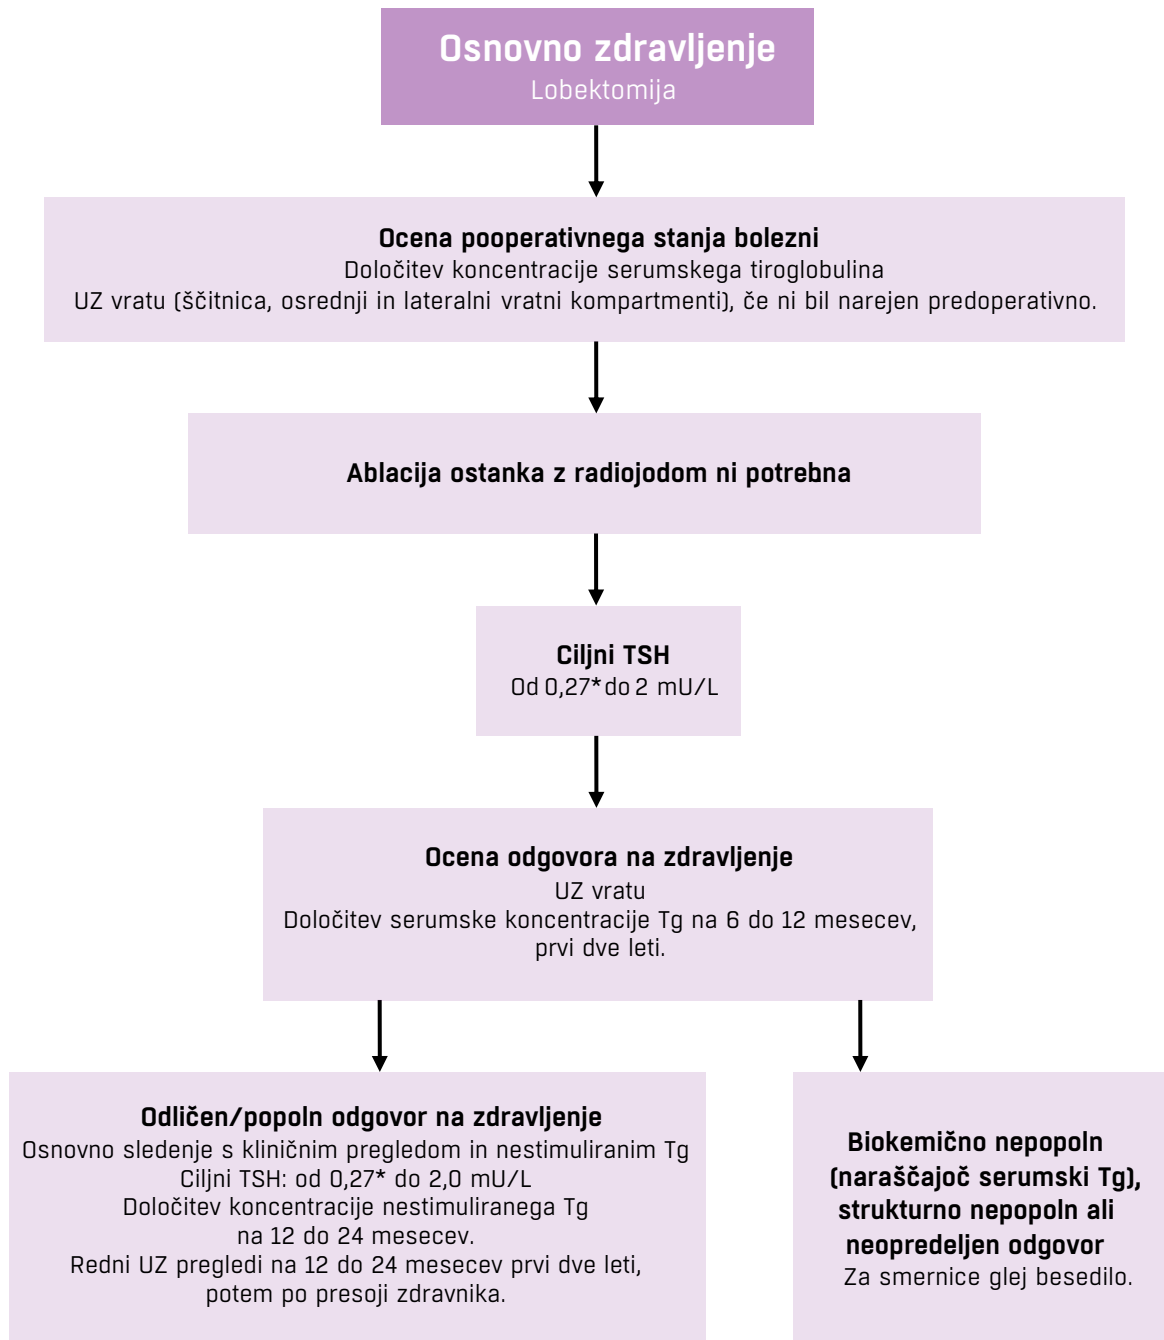 Osnovno zdravljenje
Lobektomija
Ocena pooperativnega stanja bolezni
Določitev koncentracije serumskega tiroglobulina
UZ vratu (ščitnica, osrednji in lateralni vratni kompartmenti), če ni bil narejen predoperativno.
Ablacija ostanka z radiojodom ni potrebna
Ciljni TSH
Od 0,27* do 2 mU/L
Ocena odgovora na zdravljenje
UZ vratu
Določitev serumske koncentracije Tg na 6 do 12 mesecev,
prvi dve leti.
Odličen/popoln odgovor na zdravljenje
Osnovno sledenje s kliničnim pregledom in nestimuliranim Tg
Ciljni TSH: od 0,27* do 2,0 mU/L
Določitev koncentracije nestimuliranega Tg
na 12 do 24 mesecev.
Redni UZ pregledi na 12 do 24 mesecev prvi dve leti,
potem po presoji zdravnika.
Biokemično nepopoln
(naraščajoč serumski Tg),
strukturno nepopoln ali
neopredeljen odgovor
Za smernice glej besedilo.